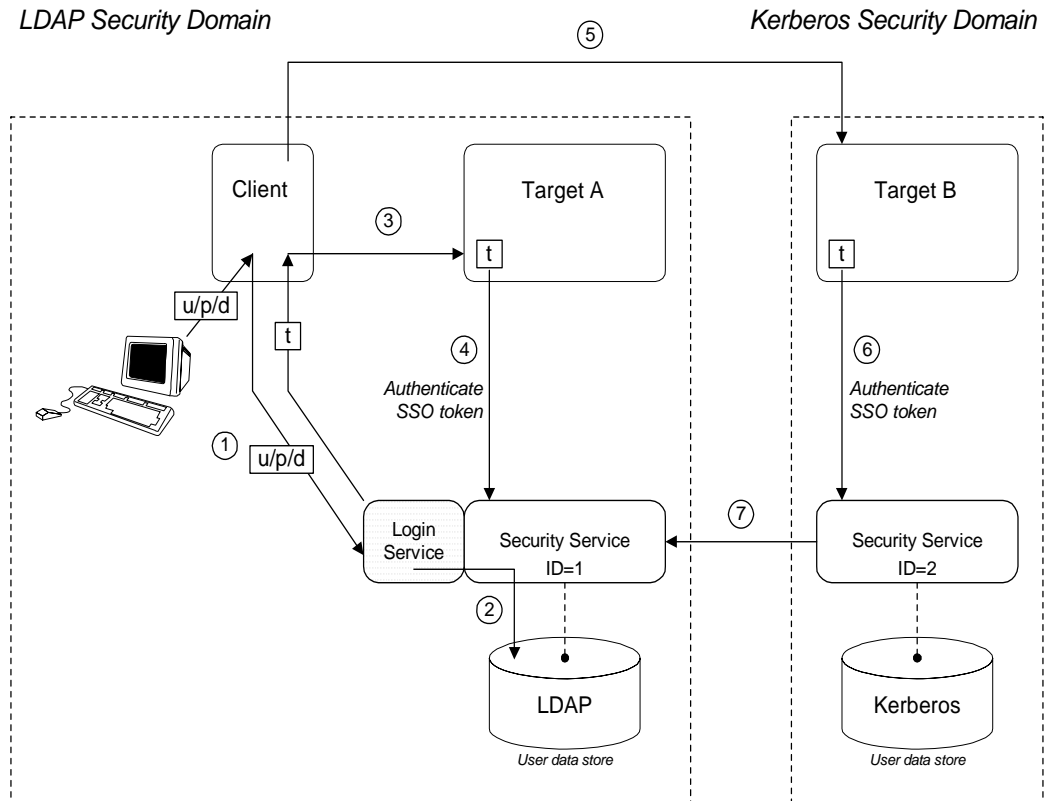 LDAP Security Domain
Kerberos Security Domain
5
Client
Target A
Target B
3
t
t
u/p/d
t
4
6
Authenticate
SSO token
Authenticate
SSO token
1
u/p/d
7
Login
Service
Security Service
ID=1
Security Service
ID=2
2
LDAP
Kerberos
User data store
User data store